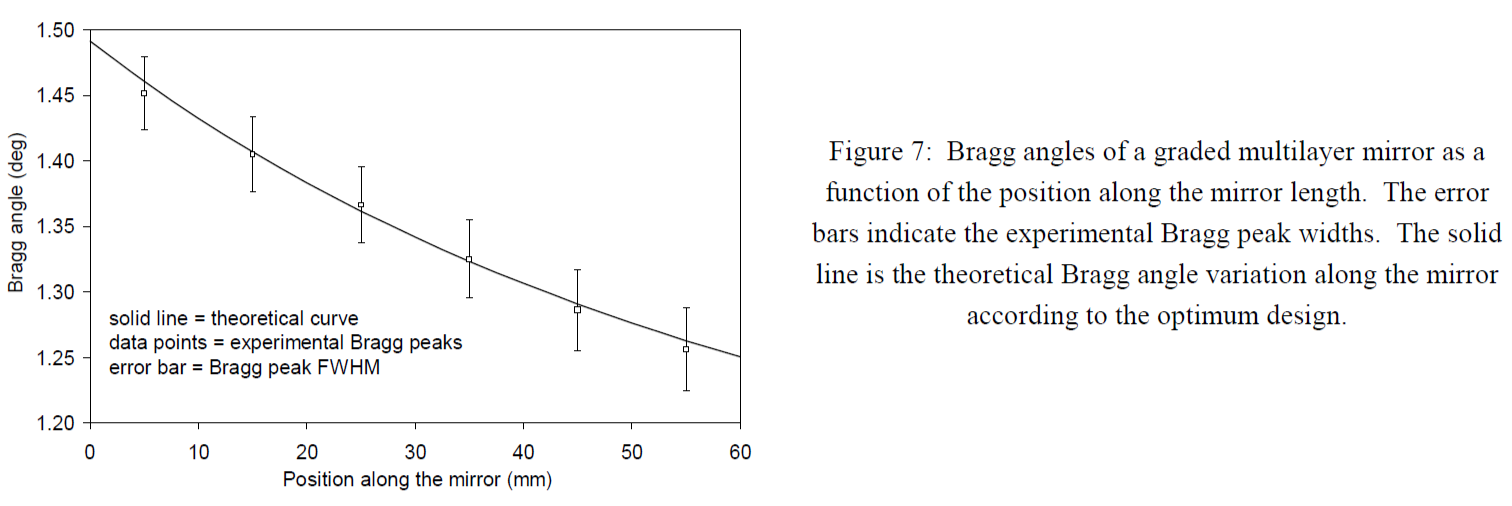 1.50
1.45
1.40
1.35
1.30
1.25
1.20
Bragg angle (deg)
solid line = theoretical curve
data points = experimental Bragg peaks
error bar = Bragg peak FWHM
0 10 20 30 40 50 60
Position along the mirror (mm)
Figure 7: Bragg angles of a graded multilayer mirror as a
function of the position along the mirror length. The error
bars indicate the experimental Bragg peak widths. The solid
line is the theoretical Bragg angle variation along the mirror
according to the optimum design.